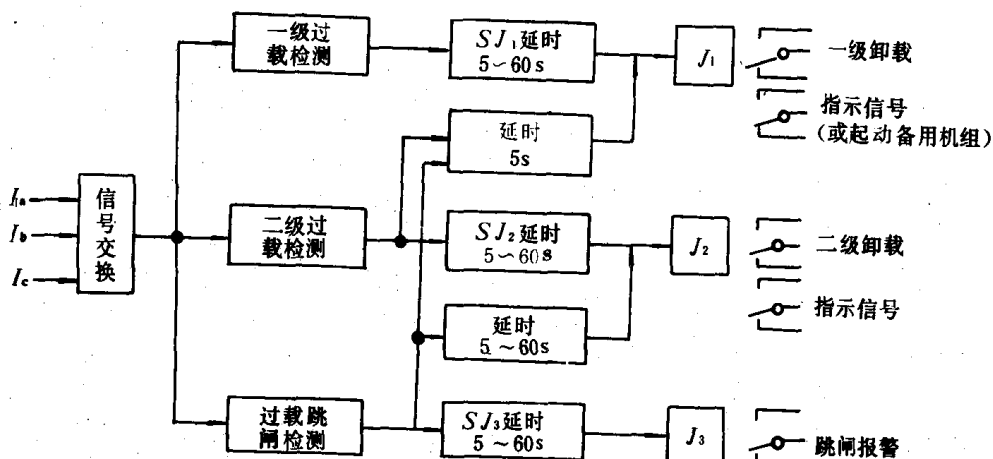 一级过
载检测
SJ₁延时
5~60s
J₁
一级卸载
指示信号
(或起动备用机组)
延时
5s
Iₐ
I_b
I_c
信号交换
二级过
载检测
SJ₂延时
5~60s
J₂
二级卸载
指示信号
延时
5~60s
过载跳
闸检测
SJ₃延时
5~60s
J₃
跳闸报警